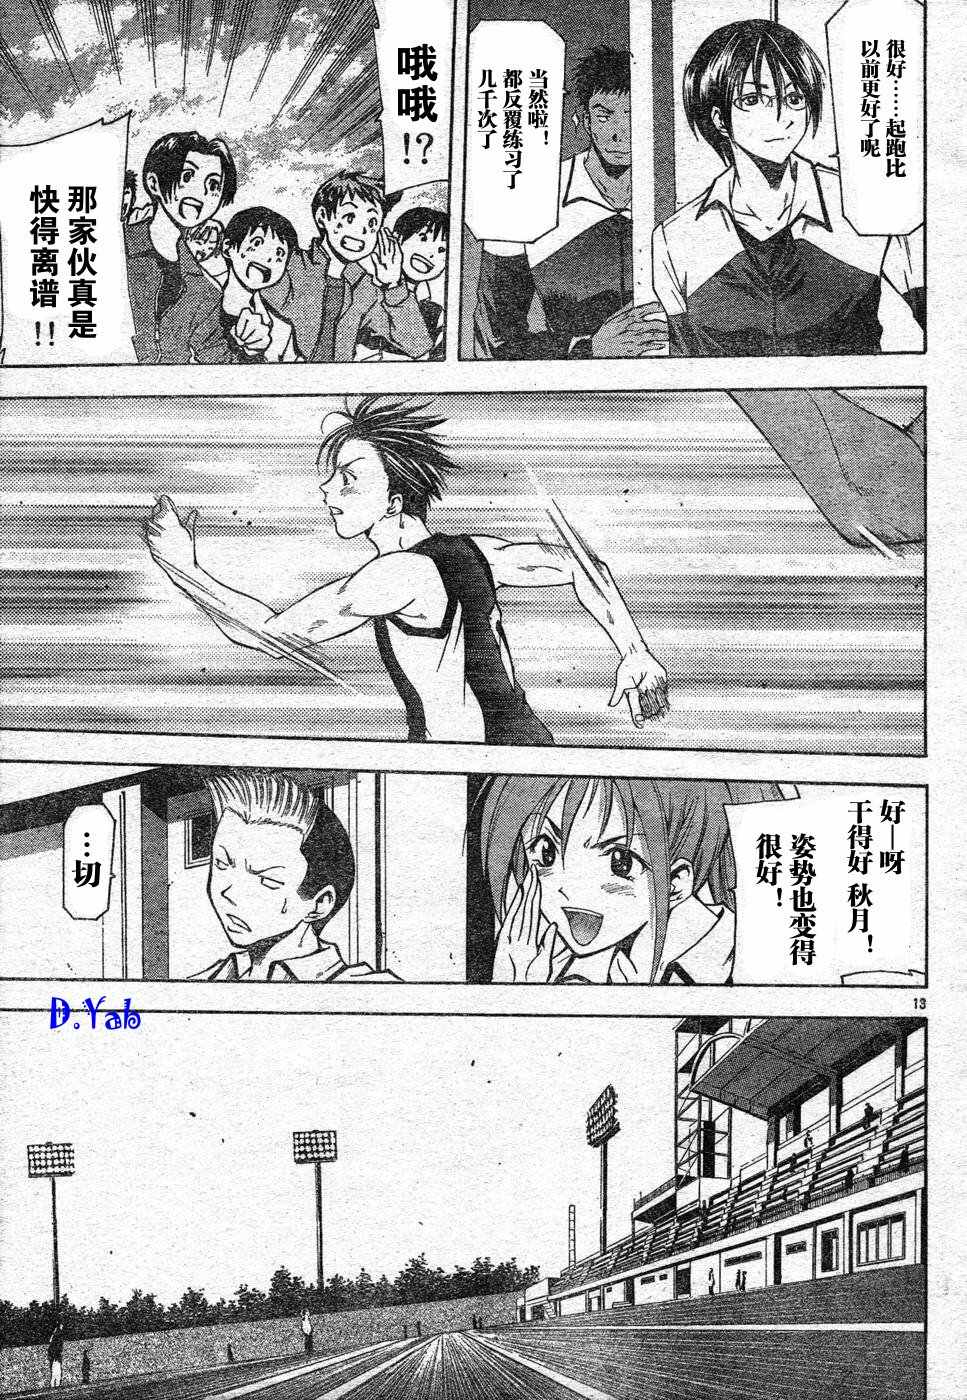 很好……起跑比
以前更好了呢
当然啦！
都反覆练习了
几千次了
哦
哦
!?
那家伙真是
快得离谱
!!
好—呀
干得好 秋月！
姿势也变得
很好！
…切
13
D.Yab